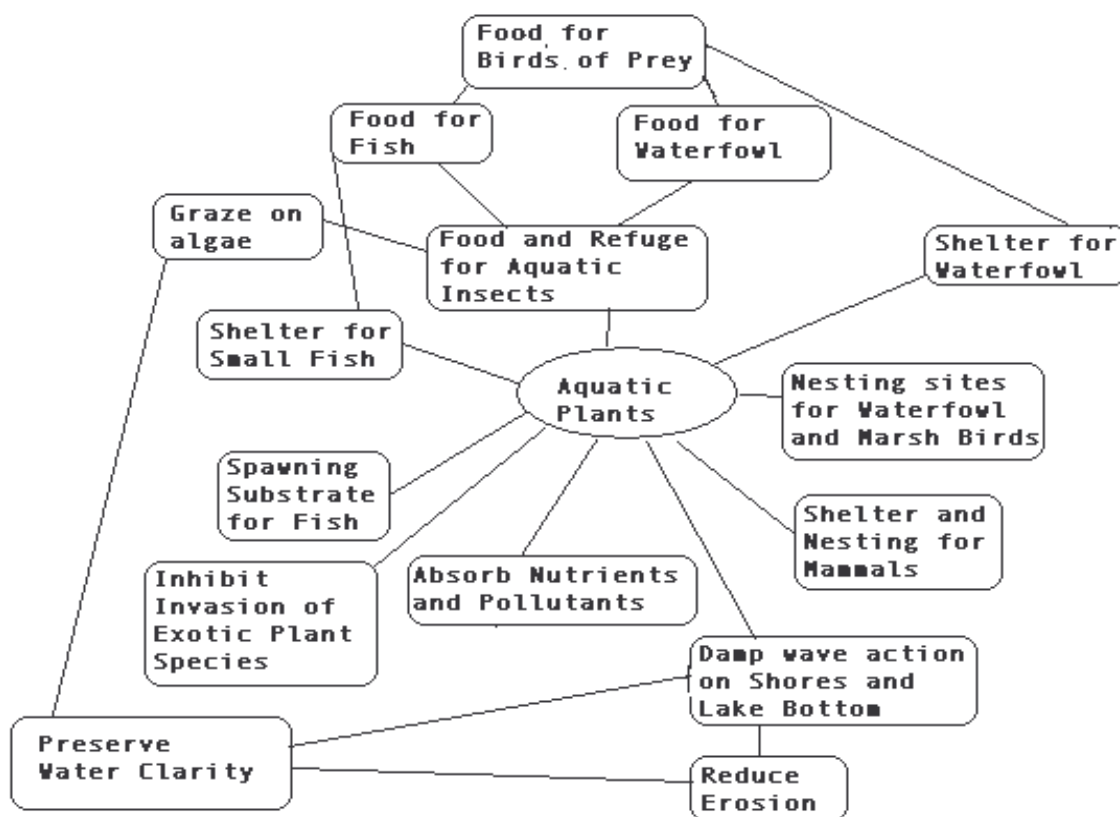 Food for
Birds of Prey
Food for
Fish
Food for
Waterfowl
Graze on
algae
Food and Refuge
for Aquatic
Insects
Shelter for
Waterfowl
Shelter for
Small Fish
Aquatic
Plants
Nesting sites
for Waterfowl
and Marsh Birds
Spawning
Substrate
for Fish
Shelter and
Nesting for
Mammals
Inhibit
Invasion of
Exotic Plant
Species
Absorb Nutrients
and Pollutants
Damp wave action
on Shores and
Lake Bottom
Preserve
Water Clarity
Reduce
Erosion